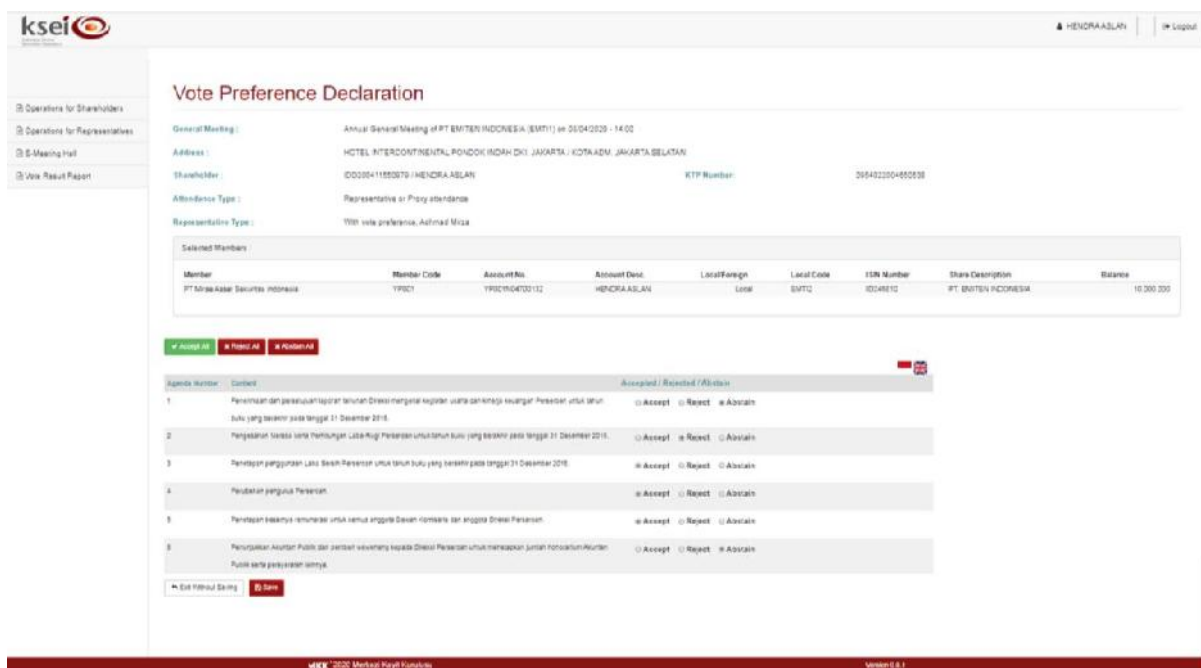 ksei
HENDRA ASLAN
Logout
Vote Preference Declaration
Operations for Shareholders
Operations for Representatives
E-Meeting Hall
Vote Result Report
General Meeting : Annual General Meeting of PT EMITEN INDONESIA (EMTI1) on 14:00
Address : HOTEL INTERCONTINENTAL PONDOK INDAH DKI. JAKARTA / KOTA ADM. JAKARTA SELATAN
Shareholder : / HENDRA ASLAN KTP Number:
Attendance Type : Representative or Proxy attendance
Representative Type : With vote preference, Achmad Mirza
Selected Members :
Member Member Code Account No. Account Desc. Local/Foreign Local Code ISIN Number Share Description Balance
PT Mirae Asset Sekuritas Indonesia YP001 HENDRA ASLAN Local EMTI2 PT. EMITEN INDONESIA
Accept All Reject All Abstain All
Agenda Number Content Accepted / Rejected / Abstain
1 Penerimaan dan persetujuan laporan tahunan Direksi mengenai kegiatan usaha dan kinerja keuangan Perseroan untuk tahun Accept Reject Abstain
buku yang berakhir pada tanggal 31 Desember
2 Pengesahan Neraca serta Perhitungan Laba-Rugi Perseroan untuk tahun buku yang berakhir pada tanggal 31 Desember Accept Reject Abstain
3 Penetapan penggunaan Laba Bersih Perseroan untuk tahun buku yang berakhir pada tanggal 31 Desember Accept Reject Abstain
4 Perubahan pengurus Perseroan. Accept Reject Abstain
5 Penetapan besarnya remunerasi untuk semua anggota Dewan Komisaris dan anggota Direksi Perseroan Accept Reject Abstain
6 Penunjukkan Akuntan Publik dan pemberi wewenang kepada Direksi Perseroan untuk menetapkan jumlah honorarium Akuntan Accept Reject Abstain
Publik serta persyaratan lainnya.
Exit Without Saving Save
2020 Merkezi Kayıt Kuruluşu
Version